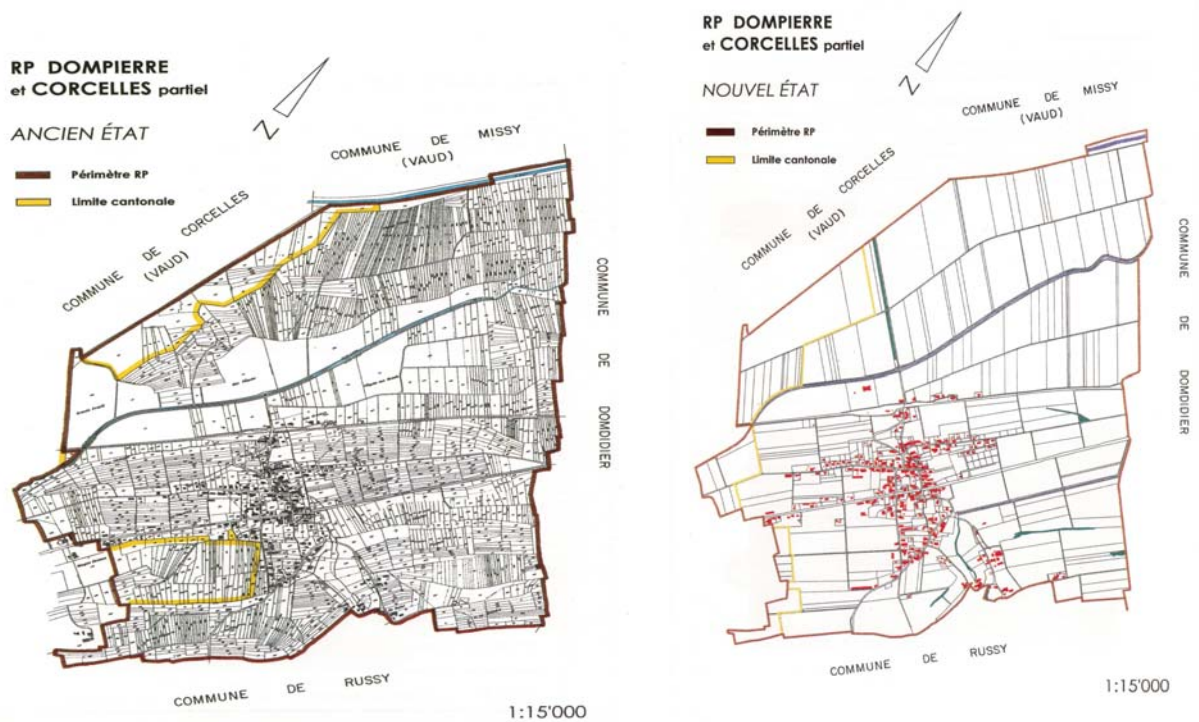 RP DOMPIERRE
et CORCELLES partiel
ANCIEN ÉTAT
Périmètre RP
Limite cantonale
Z
COMMUNE DE MISSY
(VAUD)
COMMUNE DE CORCELLES
(VAUD)
COMMUNE DE DOMDIDIER
COMMUNE DE RUSSY
1:15'000
RP DOMPIERRE
et CORCELLES partiel
NOUVEL ÉTAT
Périmètre RP
Limite cantonale
Z
COMMUNE DE MISSY
(VAUD)
COMMUNE DE CORCELLES
(VAUD)
COMMUNE DE DOMDIDIER
COMMUNE DE RUSSY
1:15'000